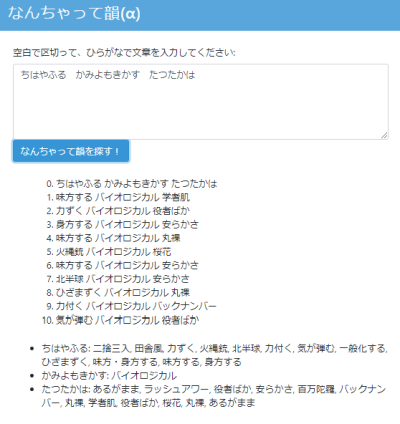 なんちゃって韻(α)
空白で区切って、ひらがなで文章を入力してください:
ちはやふる　かみよもきかす　たつたかは
なんちゃって韻を探す！
0. ちはやふる かみよもきかす たつたかは
1. 味方する バイオロジカル 学者肌
2. 力ずく バイオロジカル 役者ばか
3. 身方する バイオロジカル 安らかさ
4. 味方する バイオロジカル 丸裸
5. 火縄銃 バイオロジカル 桜花
6. 味方する バイオロジカル 安らかさ
7. 北半球 バイオロジカル 安らかさ
8. ひざまずく バイオロジカル 丸裸
9. 力付く バイオロジカル バックナンバー
10. 気が弾む バイオロジカル 役者ばか
ちはやふる: 二捨三入, 田舎風, 力ずく, 火縄銃, 北半球, 力付く, 気が弾む, 一般化する,
ひざまずく, 味方・身方する, 味方する, 身方する
かみよもきかす: バイオロジカル
たつたかは: あるがまま, ラッシュアワー, 役者ばか, 安らかさ, 百万陀羅, バックナン
バー, 丸裸, 学者肌, 役者ばか, 桜花, 丸裸, あるがまま